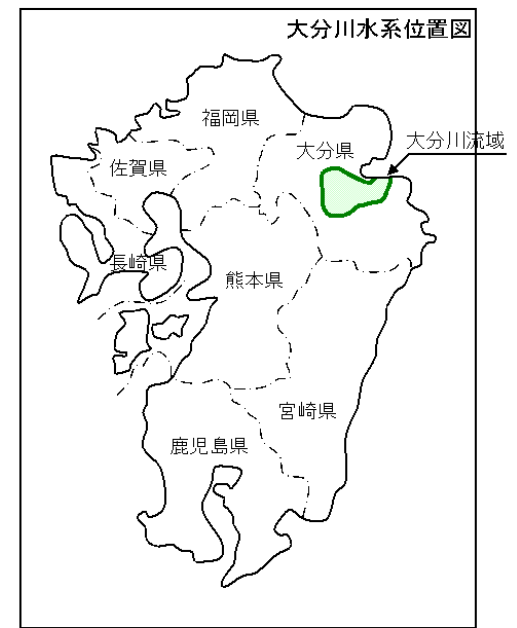 大分川水系位置図
福岡県
大分県
大分川流域
佐賀県
長崎県
熊本県
宮崎県
鹿児島県